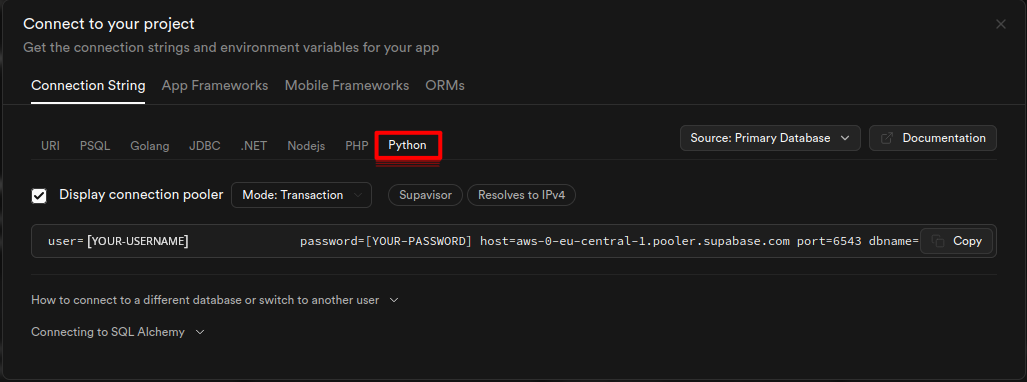 Connect to your project
Get the connection strings and environment variables for your app
Connection String App Frameworks Mobile Frameworks ORMs
URI PSQL Golang JDBC .NET Nodejs PHP Python Source: Primary Database Documentation
Display connection pooler Mode: Transaction Supavisor Resolves to IPv4
user= [YOUR-USERNAME] password=[YOUR-PASSWORD] host=aws-0-eu-central-1.pooler.supabase.com port=6543 dbname= Copy
How to connect to a different database or switch to another user
Connecting to SQL Alchemy